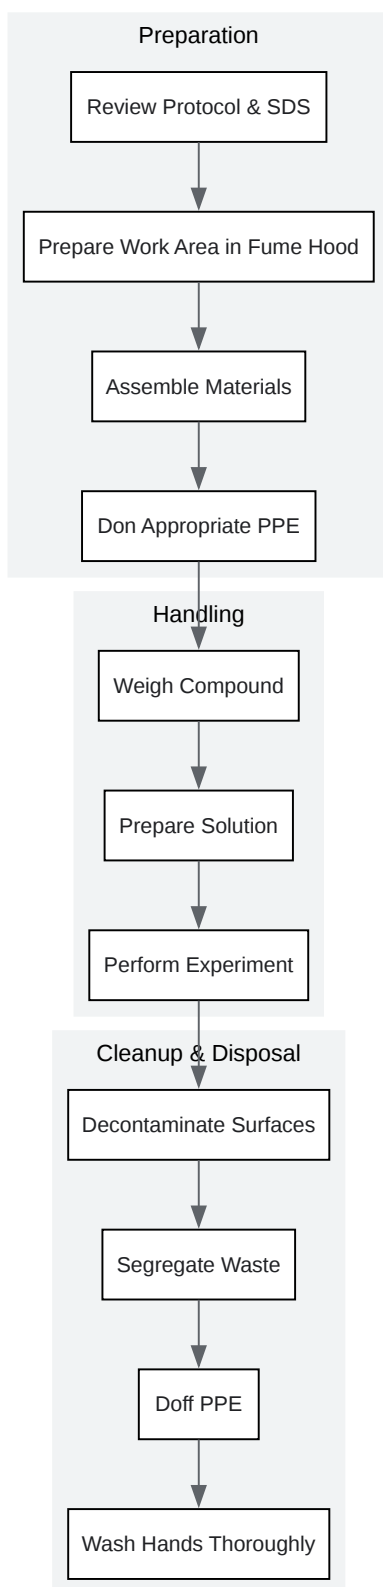 Preparation
Review Protocol & SDS
Prepare Work Area in Fume Hood
Assemble Materials
Don Appropriate PPE
Handling
Weigh Compound
Prepare Solution
Perform Experiment
Cleanup & Disposal
Decontaminate Surfaces
Segregate Waste
Doff PPE
Wash Hands Thoroughly